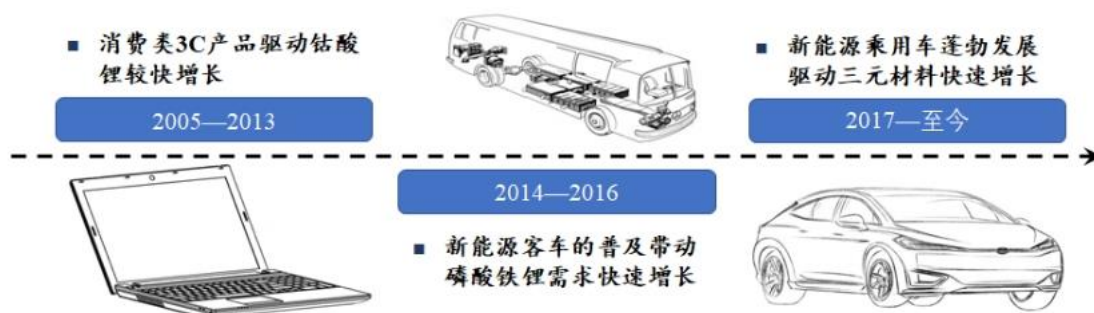 ■ 消费类3C产品驱动钴酸
锂较快增长
2005—2013
2014—2016
■ 新能源客车的普及带动
磷酸铁锂需求快速增长
■ 新能源乘用车蓬勃发展
驱动三元材料快速增长
2017—至今